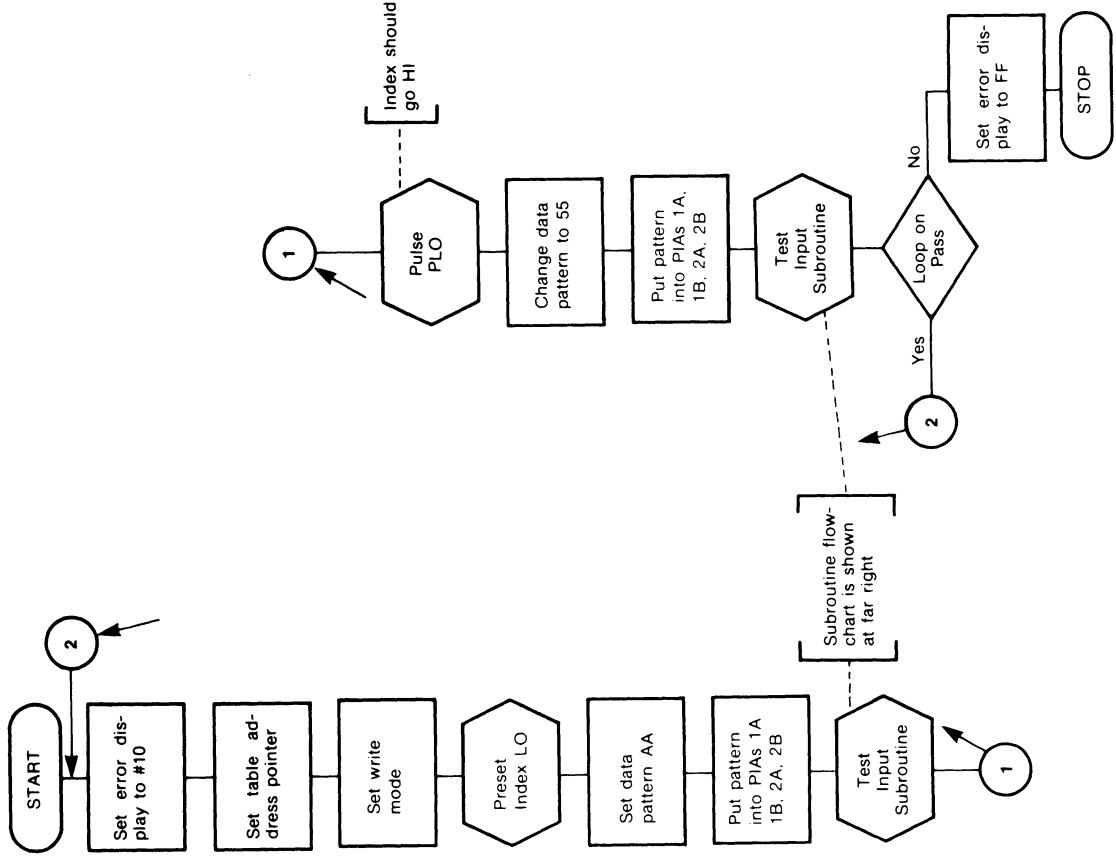 START
2
Set error dis-
play to #10
Set table ad-
dress pointer
Set write
mode
Preset
Index LO
Set data
pattern AA
Put pattern
into PIAs 1A
1B, 2A, 2B
Test
Input
Subroutine
1
Subroutine flow-
chart is shown
at far right
1
Pulse
PLO
Index should
go HI
Change data
pattern to 55
Put pattern
into PIAs 1A,
1B, 2A, 2B
Test
Input
Subroutine
Loop on
Pass
Yes
2
No
Set error dis-
play to FF
STOP